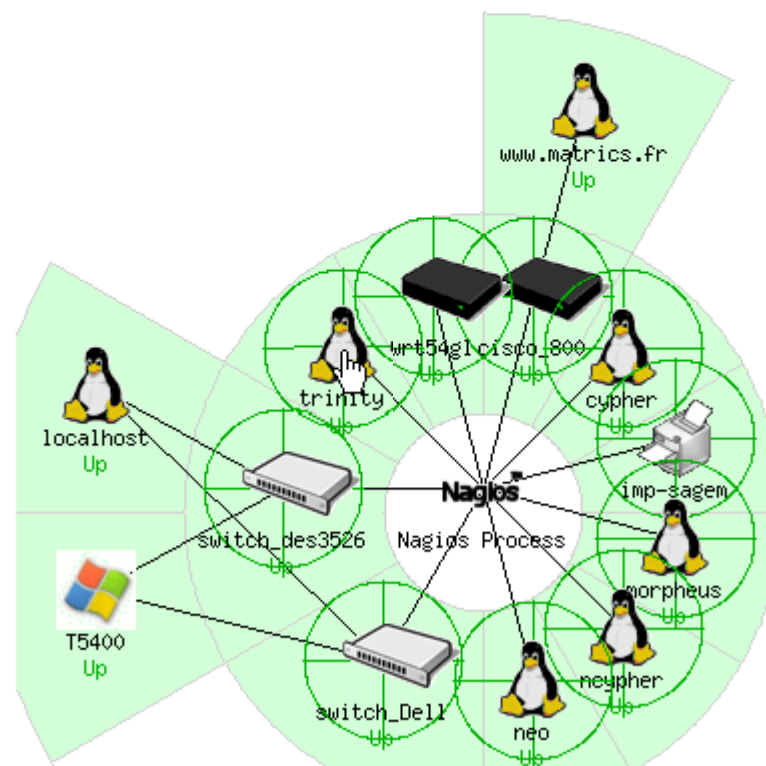 www.matrics.fr
Up
wrt54gl
Up
cisco_800
Up
trinity
Up
cypher
Up
localhost
Up
imp-sagem
Nagios
Nagios Process
switch_des3526
Up
morpheus
Up
T5400
Up
ncypher
Up
switch_Dell
Up
neo
Up